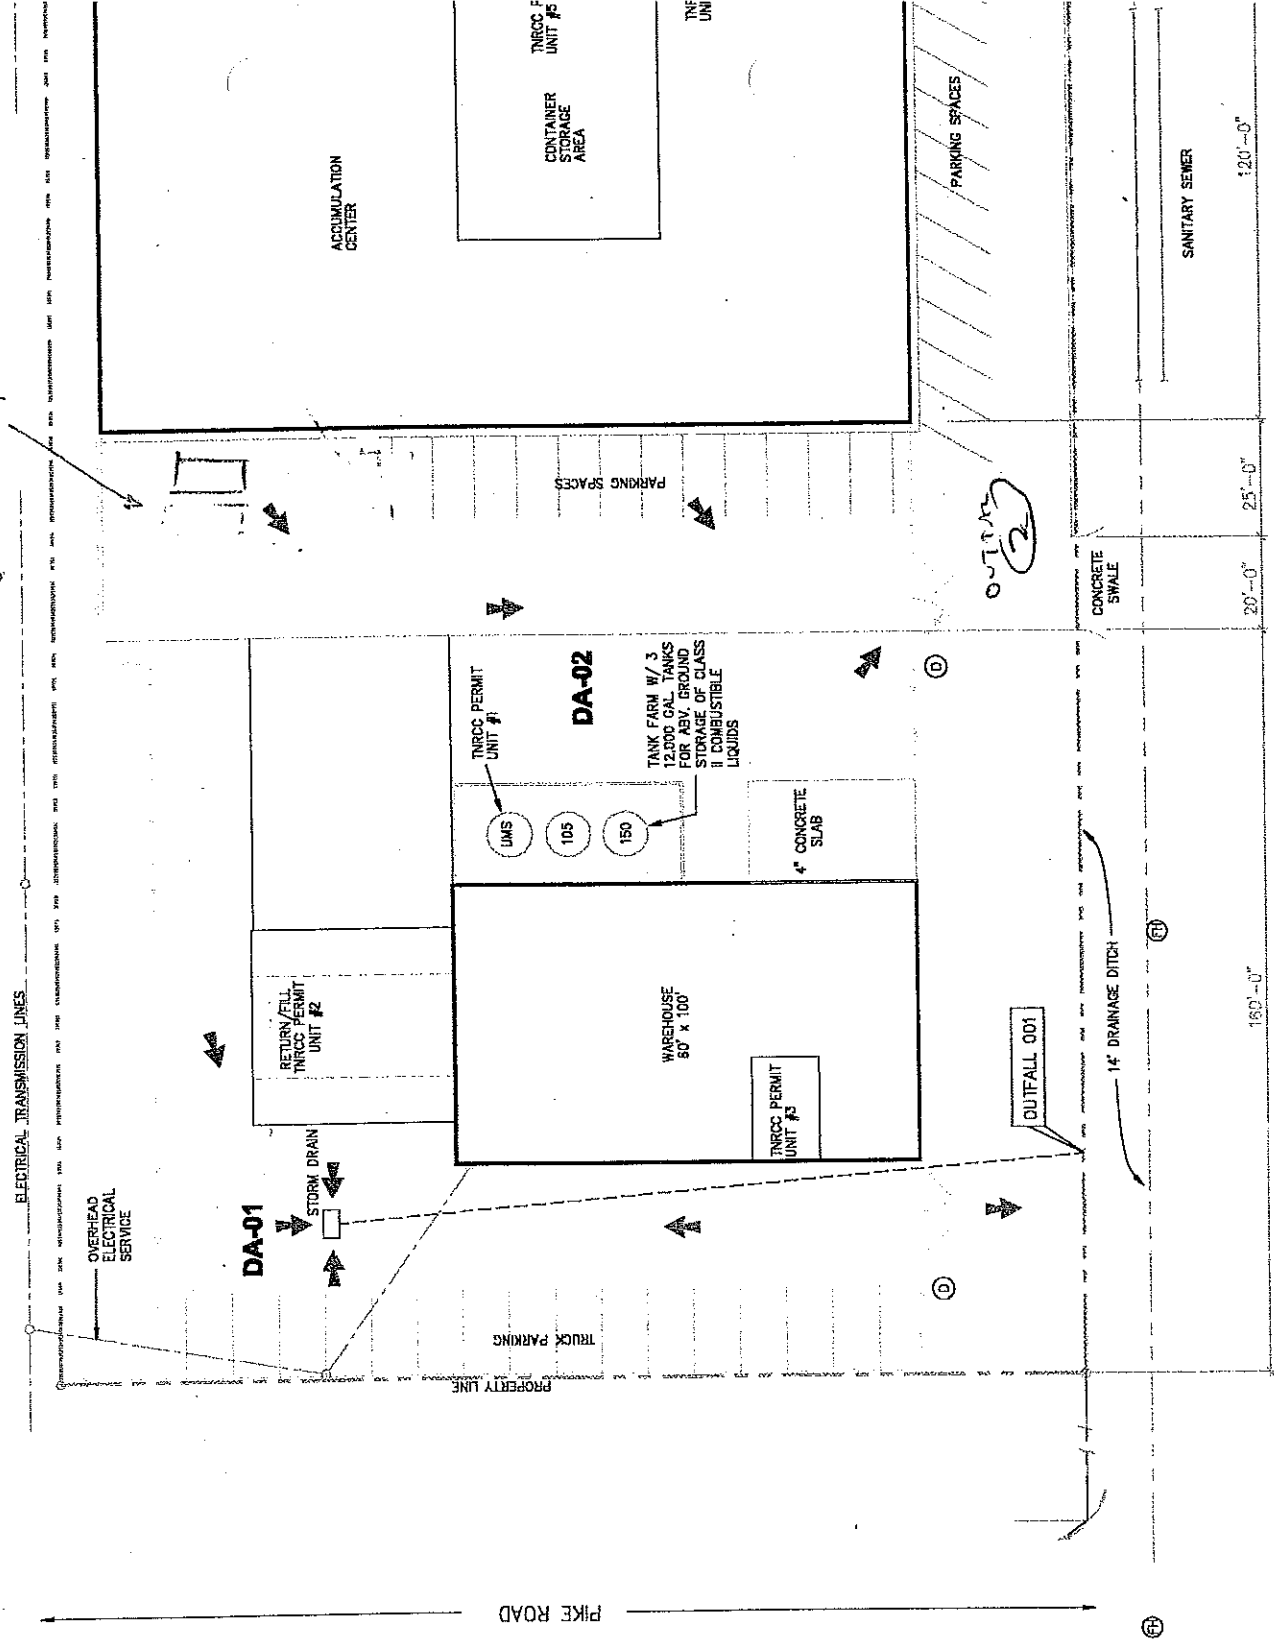 ELECTRICAL TRANSMISSION LINES
OVERHEAD
ELECTRICAL
SERVICE
DA-01
STORM DRAIN
RETURN/FILL
TNRCC PERMIT
UNIT #2
ACCUMULATION
CENTER
TNRCC
UNIT #5
CONTAINER
STORAGE
AREA
PARKING SPACES
PARKING SPACES
TNRCC PERMIT
UNIT #1
DA-02
UMS
105
150
TANK FARM W/ 3
12,000 GAL. TANKS
FOR ABV. GROUND
STORAGE OF CLASS
II COMBUSTIBLE
LIQUIDS
4" CONCRETE
SLAB
WAREHOUSE
60' x 100'
TNRCC PERMIT
UNIT #3
TRUCK PARKING
PROPERTY LINE
PIKE ROAD
D
D
2
OUTFALL 001
CONCRETE
SWALE
14' DRAINAGE DITCH
SANITARY SEWER
FH
FH
160'-0"
20'-0"
25'-0"
120'-0"